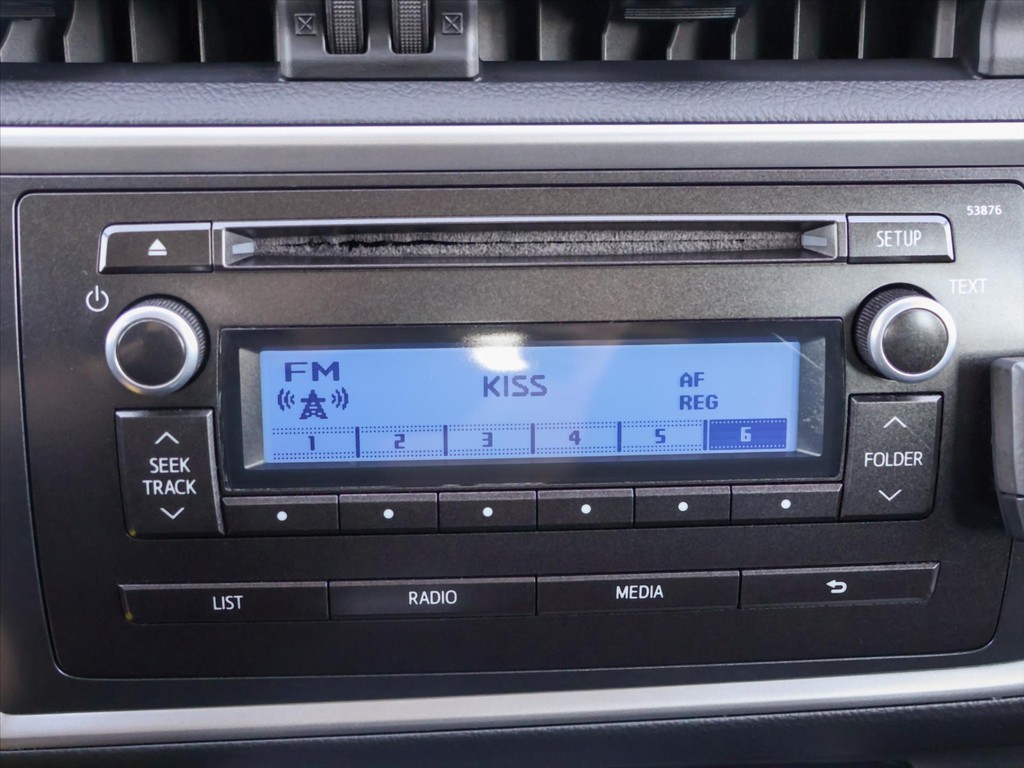 53876
SETUP
TEXT
FM
KISS
AF
REG
1 2 3 4 5 6
SEEK
TRACK
FOLDER
LIST RADIO MEDIA